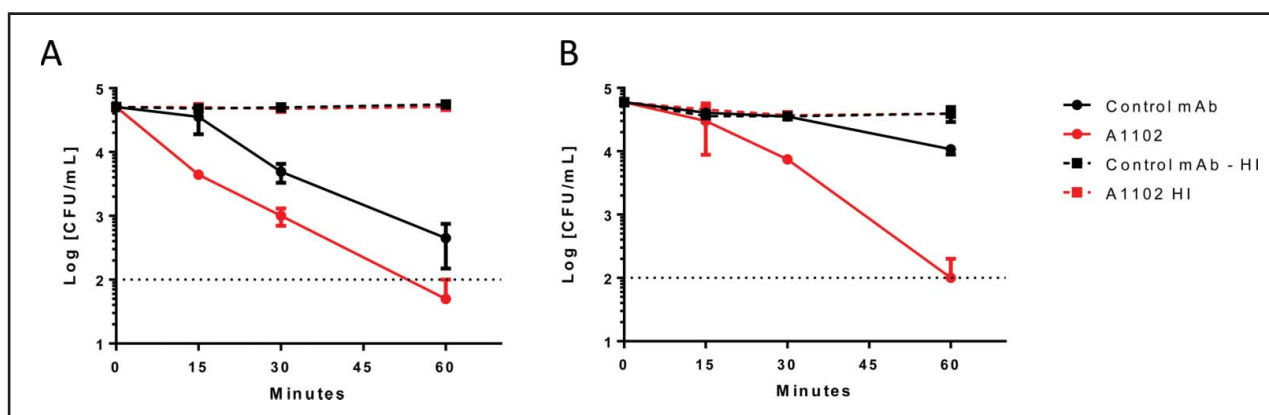 A
5
4
3
2
1
Log [CFU/mL]
0 15 30 45 60
Minutes
B
5
4
3
2
1
Log [CFU/mL]
0 15 30 45 60
Minutes
Control mAb
A1102
Control mAb - HI
A1102 HI